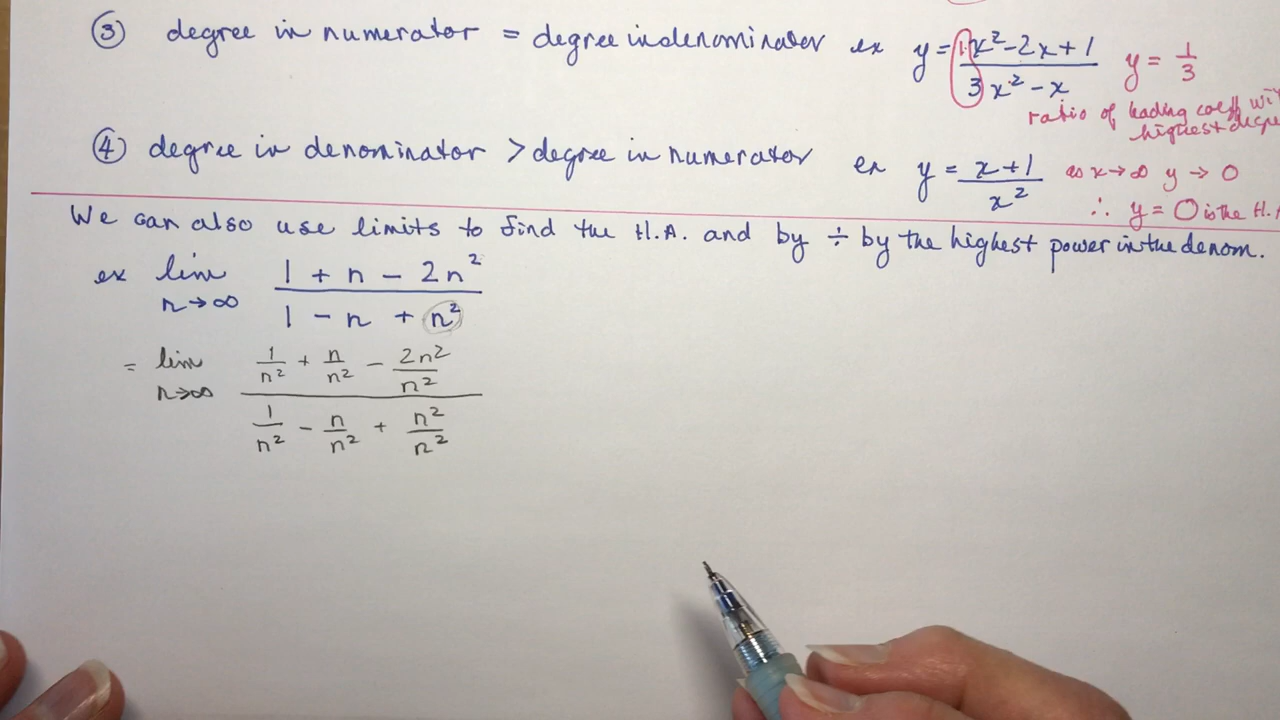 ③ degree in numerator = degree in denominator ex y = 1x²-2x+1 / 3x²-x y = 1/3
ratio of leading coeff
highest
④ degree in denominator > degree in numerator ex y = x+1 / x² as x→∞ y → 0
∴ y = 0 is the H.A
We can also use limits to find the H.A. and by ÷ by the highest power in the denom.
ex lim n→∞ 1 + n - 2n² / 1 - n + n²
= lim n→∞ 1/n² + n/n² - 2n²/n² / 1/n² - n/n² + n²/n²